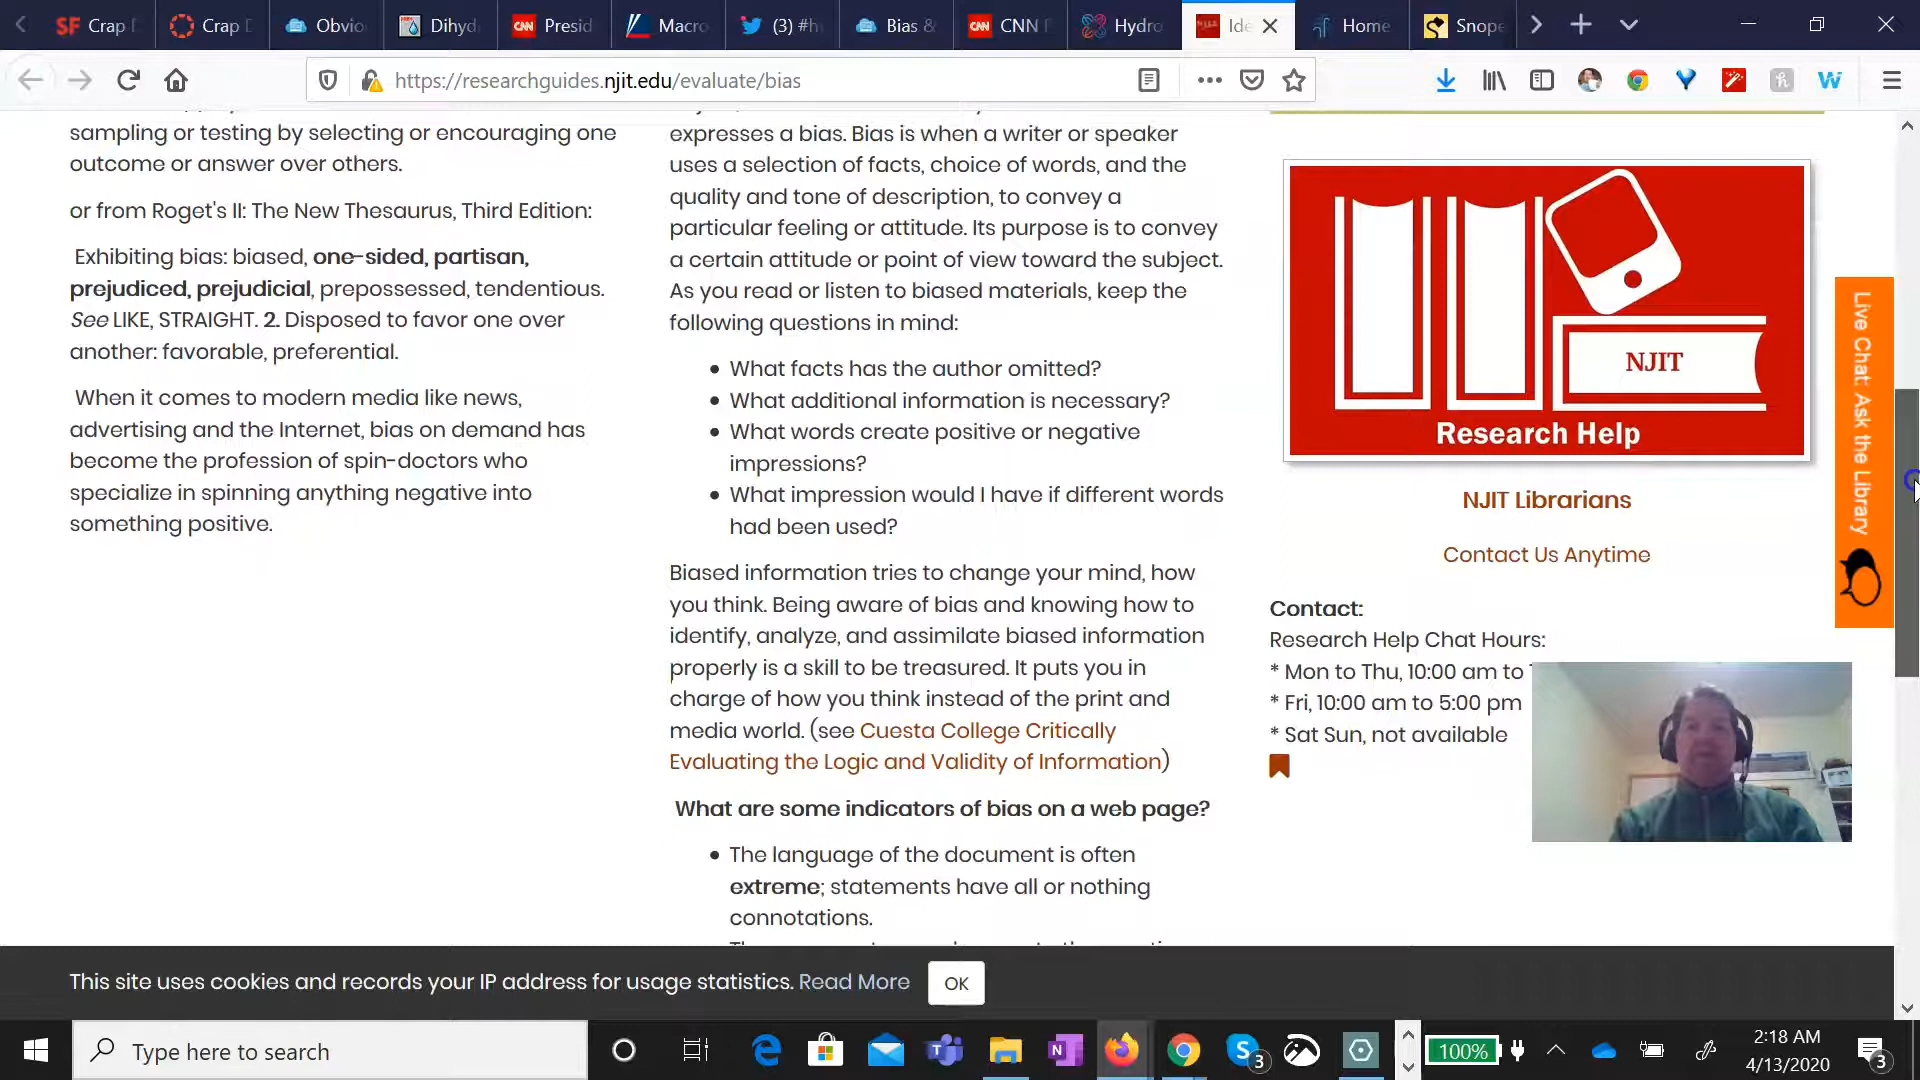 Crap
Crap
Obvio
Dihyd
Presid
Macro
(3) #h
Bias &
CNN
Hydro
Ide
Home
Snope
https://researchguides.njit.edu/evaluate/bias
sampling or testing by selecting or encouraging one
outcome or answer over others.
or from Roget's II: The New Thesaurus, Third Edition:
Exhibiting bias: biased, one-sided, partisan,
prejudiced, prejudicial, prepossessed, tendentious.
See LIKE, STRAIGHT. 2. Disposed to favor one over
another: favorable, preferential.
When it comes to modern media like news,
advertising and the Internet, bias on demand has
become the profession of spin-doctors who
specialize in spinning anything negative into
something positive.
expresses a bias. Bias is when a writer or speaker
uses a selection of facts, choice of words, and the
quality and tone of description, to convey a
particular feeling or attitude. Its purpose is to convey
a certain attitude or point of view toward the subject.
As you read or listen to biased materials, keep the
following questions in mind:
• What facts has the author omitted?
• What additional information is necessary?
• What words create positive or negative
impressions?
• What impression would I have if different words
had been used?
Biased information tries to change your mind, how
you think. Being aware of bias and knowing how to
identify, analyze, and assimilate biased information
properly is a skill to be treasured. It puts you in
charge of how you think instead of the print and
media world. (see Cuesta College Critically
Evaluating the Logic and Validity of Information)
What are some indicators of bias on a web page?
• The language of the document is often
extreme; statements have all or nothing
connotations.
NJIT
Research Help
NJIT Librarians
Contact Us Anytime
Contact:
Research Help Chat Hours:
* Mon to Thu, 10:00 am to
* Fri, 10:00 am to 5:00 pm
* Sat Sun, not available
Live Chat: Ask the Library
This site uses cookies and records your IP address for usage statistics. Read More
OK
Type here to search
3
100%
2:18 AM
4/13/2020
3